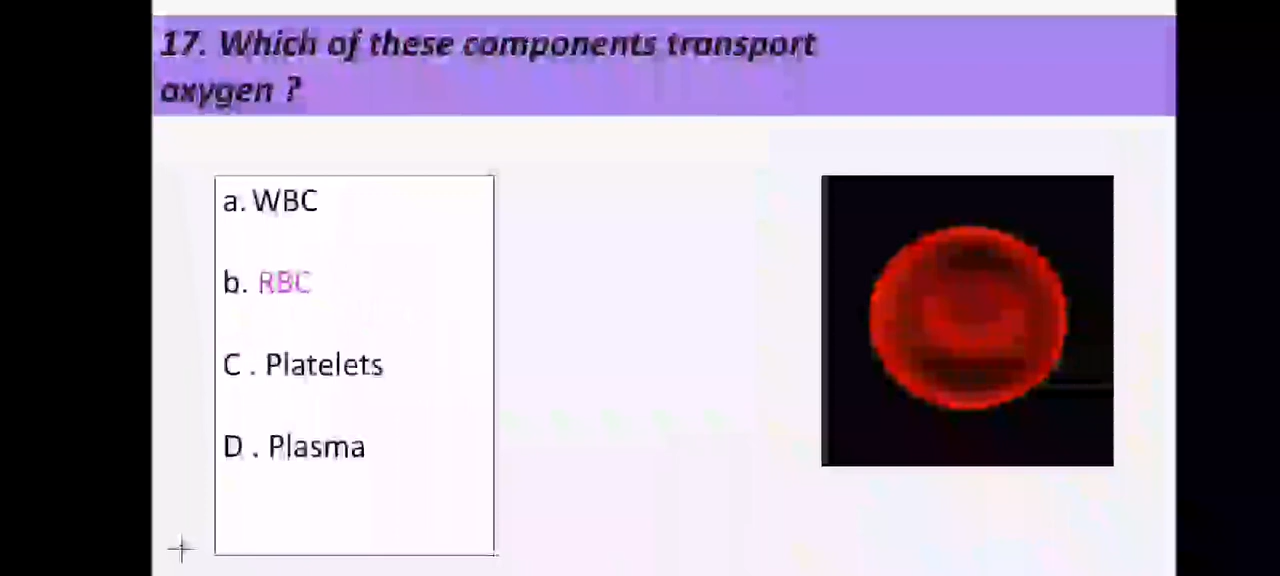 17. Which of these components transport
oxygen ?
a. WBC
b. RBC
C . Platelets
D . Plasma